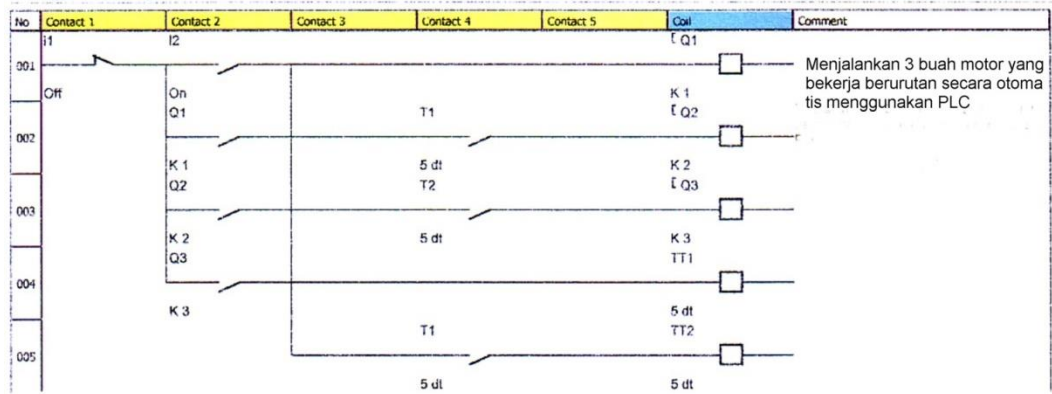 No Contact 1 Contact 2 Contact 3 Contact 4 Contact 5 Coil Comment
i1 I2 [ Q1
001
Off On K 1
Menjalankan 3 buah motor yang
bekerja berurutan secara otoma
tis menggunakan PLC
Q1 T1 [ Q2
002
K 1 5 dt K 2
Q2 T2 [ Q3
003
K 2 5 dt K 3
Q3 TT1
004
K 3 5 dt
T1 TT2
005
5 dt 5 dt